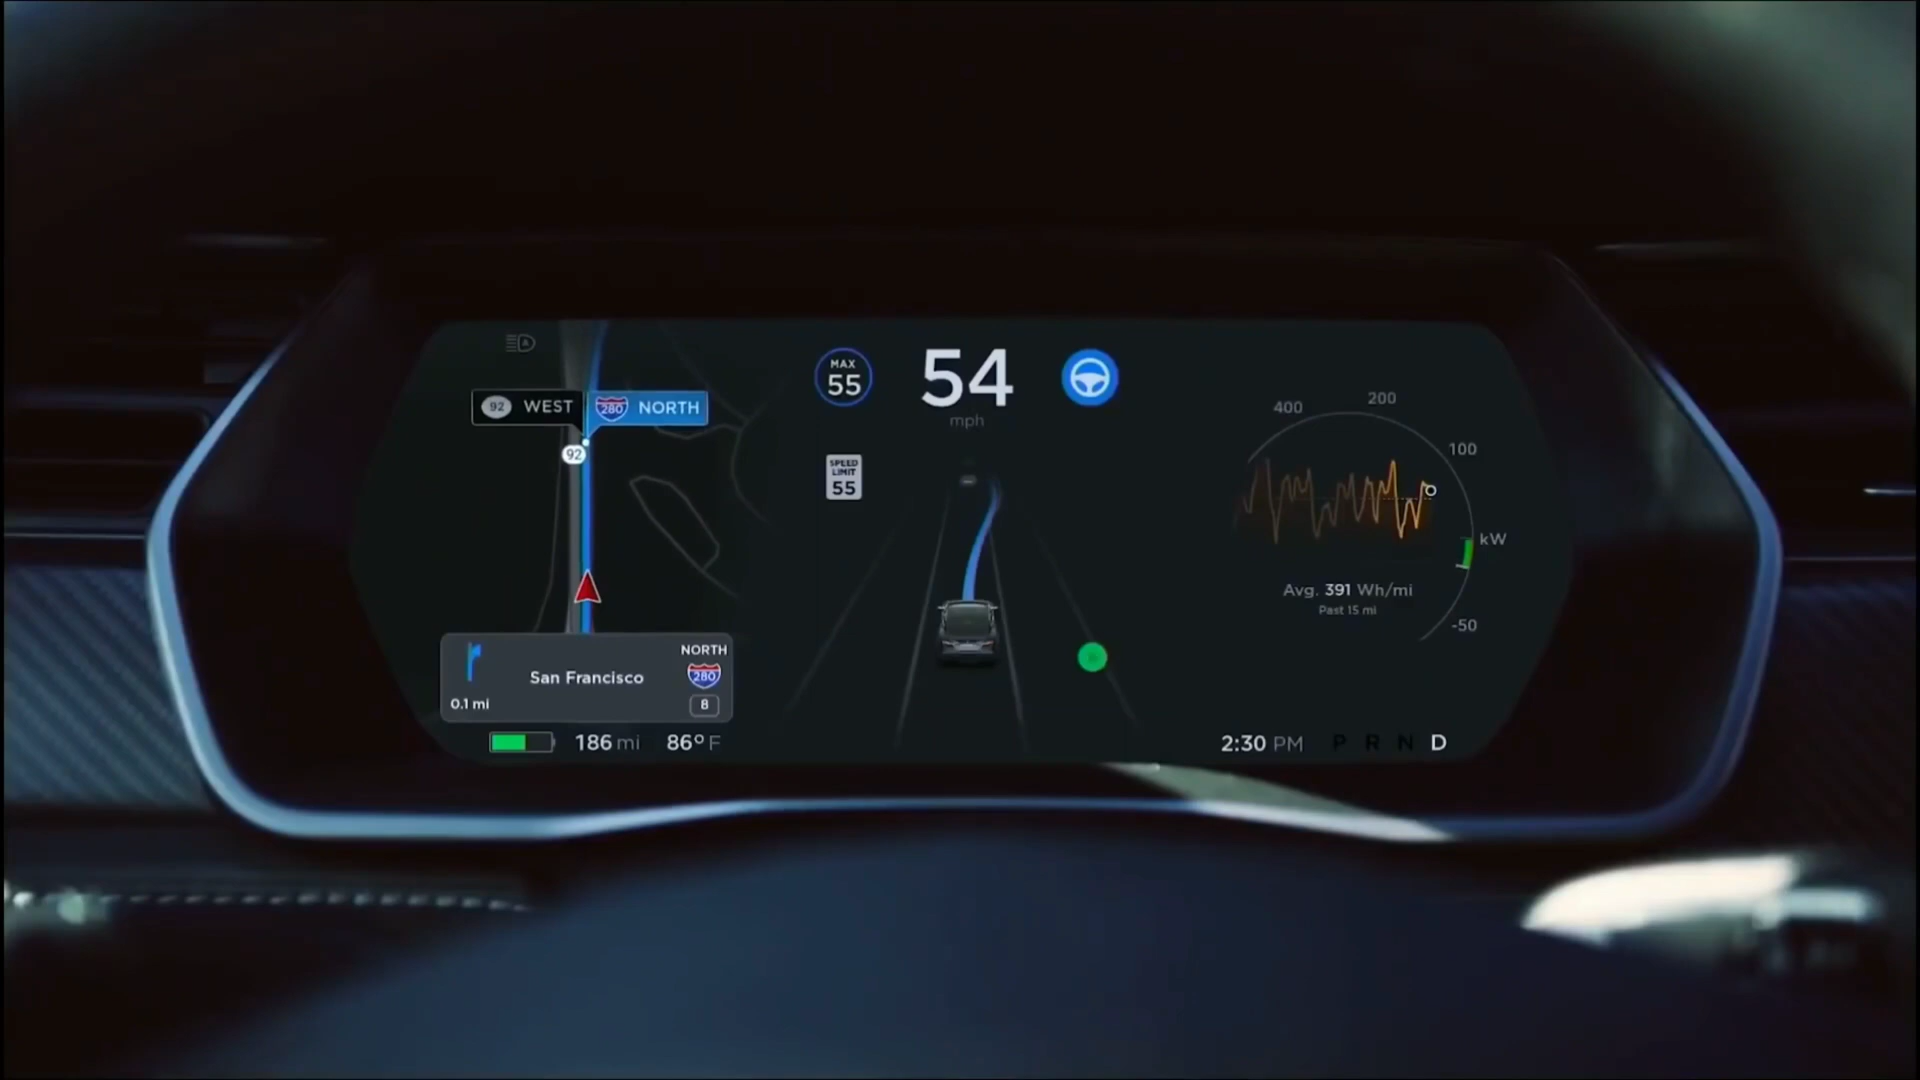 92 WEST
280 NORTH
92
NORTH
San Francisco
280
0.1 mi
8
186 mi
86° F
MAX
55
54
mph
SPEED
LIMIT
55
400
200
100
kW
-50
Avg. 391 Wh/mi
Past 15 mi
2:30 PM
P R N D